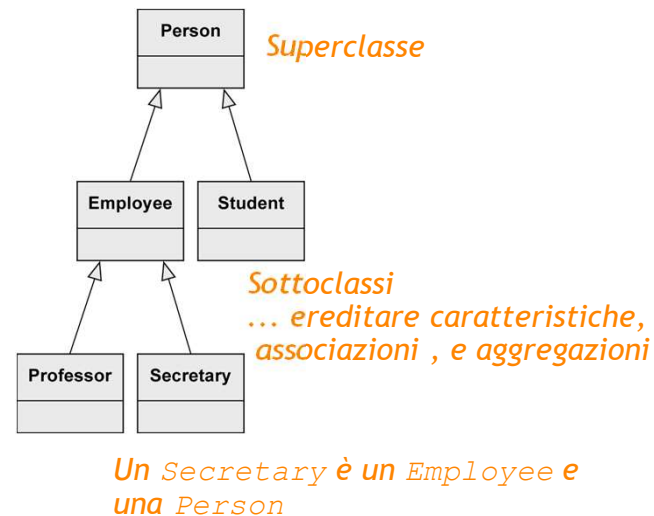 Person
Superclasse
Employee
Student
Sottoclassi
... ereditare caratteristiche,
associazioni , e aggregazioni
Professor
Secretary
Un Secretary è un Employee e
una Person